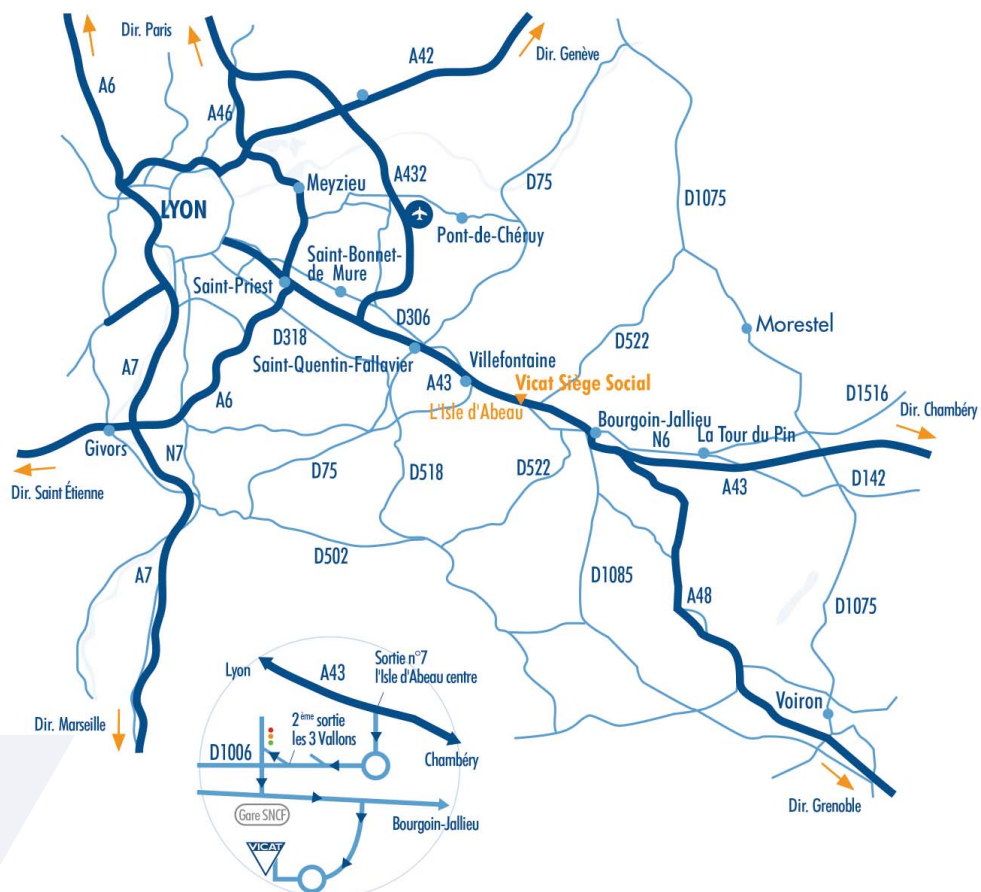 Dir. Paris
A6
A46
A42
Dir. Genève
A432
D75
D1075
Meyzieu
LYON
Pont-de-Chéruy
Saint-Bonnet-
de Mure
Saint-Priest
D306
Morestel
D318
D522
Saint-Quentin-Fallavier
Villefontaine
A7
A43
Vicat Siège Social
L'Isle d'Abeau
D1516
A6
Dir. Chambéry
Bourgoin-Jallieu
La Tour du Pin
N6
Givors
N7
D75
D518
D522
A43
D142
Dir. Saint Étienne
D502
A7
D1085
A48
D1075
Voiron
Dir. Marseille
Dir. Grenoble
Lyon
A43
Sortie n°7
l'Isle d'Abeau centre
2ème sortie
les 3 Vallons
D1006
Chambéry
Gare SNCF
Bourgoin-Jallieu
VICAT